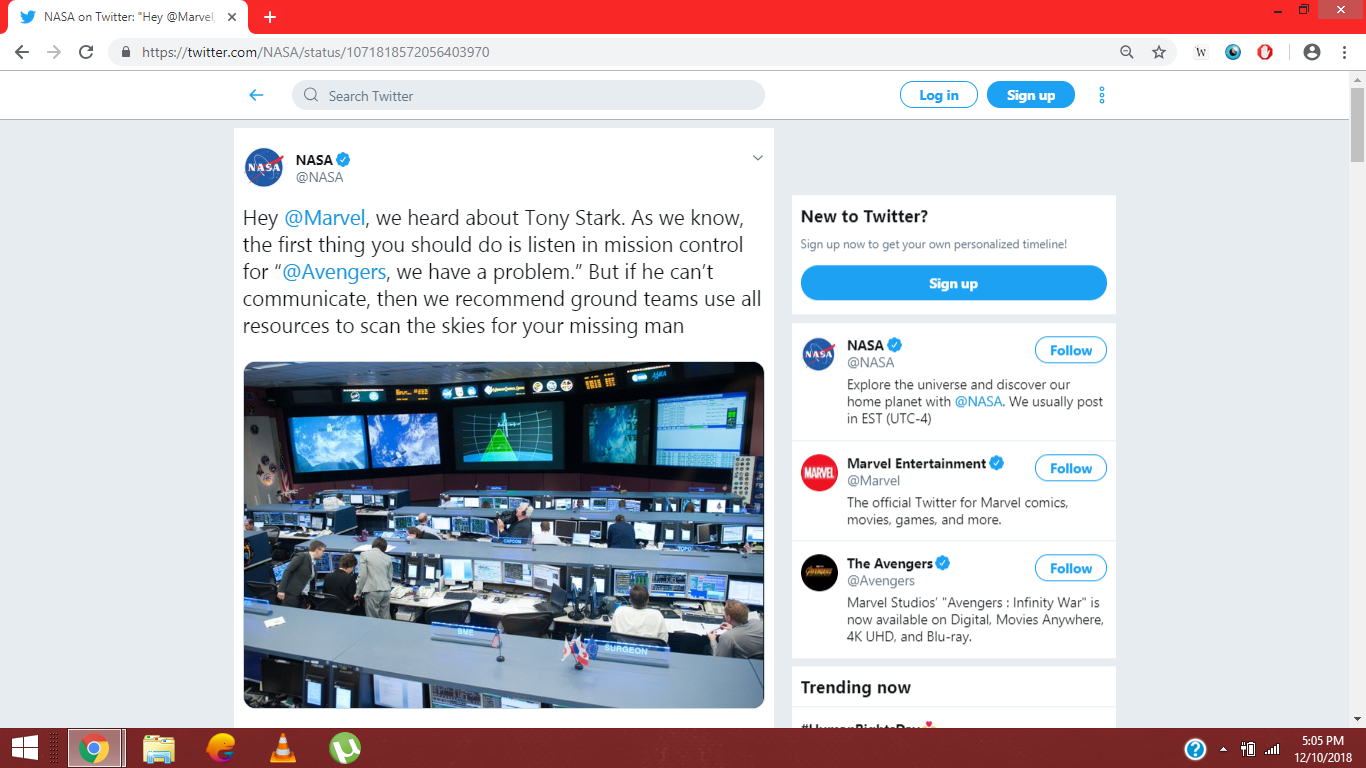 NASA on Twitter: "Hey @Marvel,
https://twitter.com/NASA/status/1071818572056403970
W
Search Twitter
Log in
Sign up
NASA
NASA
@NASA
Hey @Marvel, we heard about Tony Stark. As we know,
the first thing you should do is listen in mission control
for “@Avengers, we have a problem.” But if he can’t
communicate, then we recommend ground teams use all
resources to scan the skies for your missing man
CAPCOM
TOPO
BME
SURGEON
New to Twitter?
Sign up now to get your own personalized timeline!
Sign up
NASA
NASA
@NASA
Follow
Explore the universe and discover our
home planet with @NASA. We usually post
in EST (UTC-4)
MARVEL
Marvel Entertainment
@Marvel
Follow
The official Twitter for Marvel comics,
movies, games, and more.
The Avengers
@Avengers
Follow
Marvel Studios’ "Avengers : Infinity War" is
now available on Digital, Movies Anywhere,
4K UHD, and Blu-ray.
Trending now
#HumanRightsDay
5:05 PM
12/10/2018